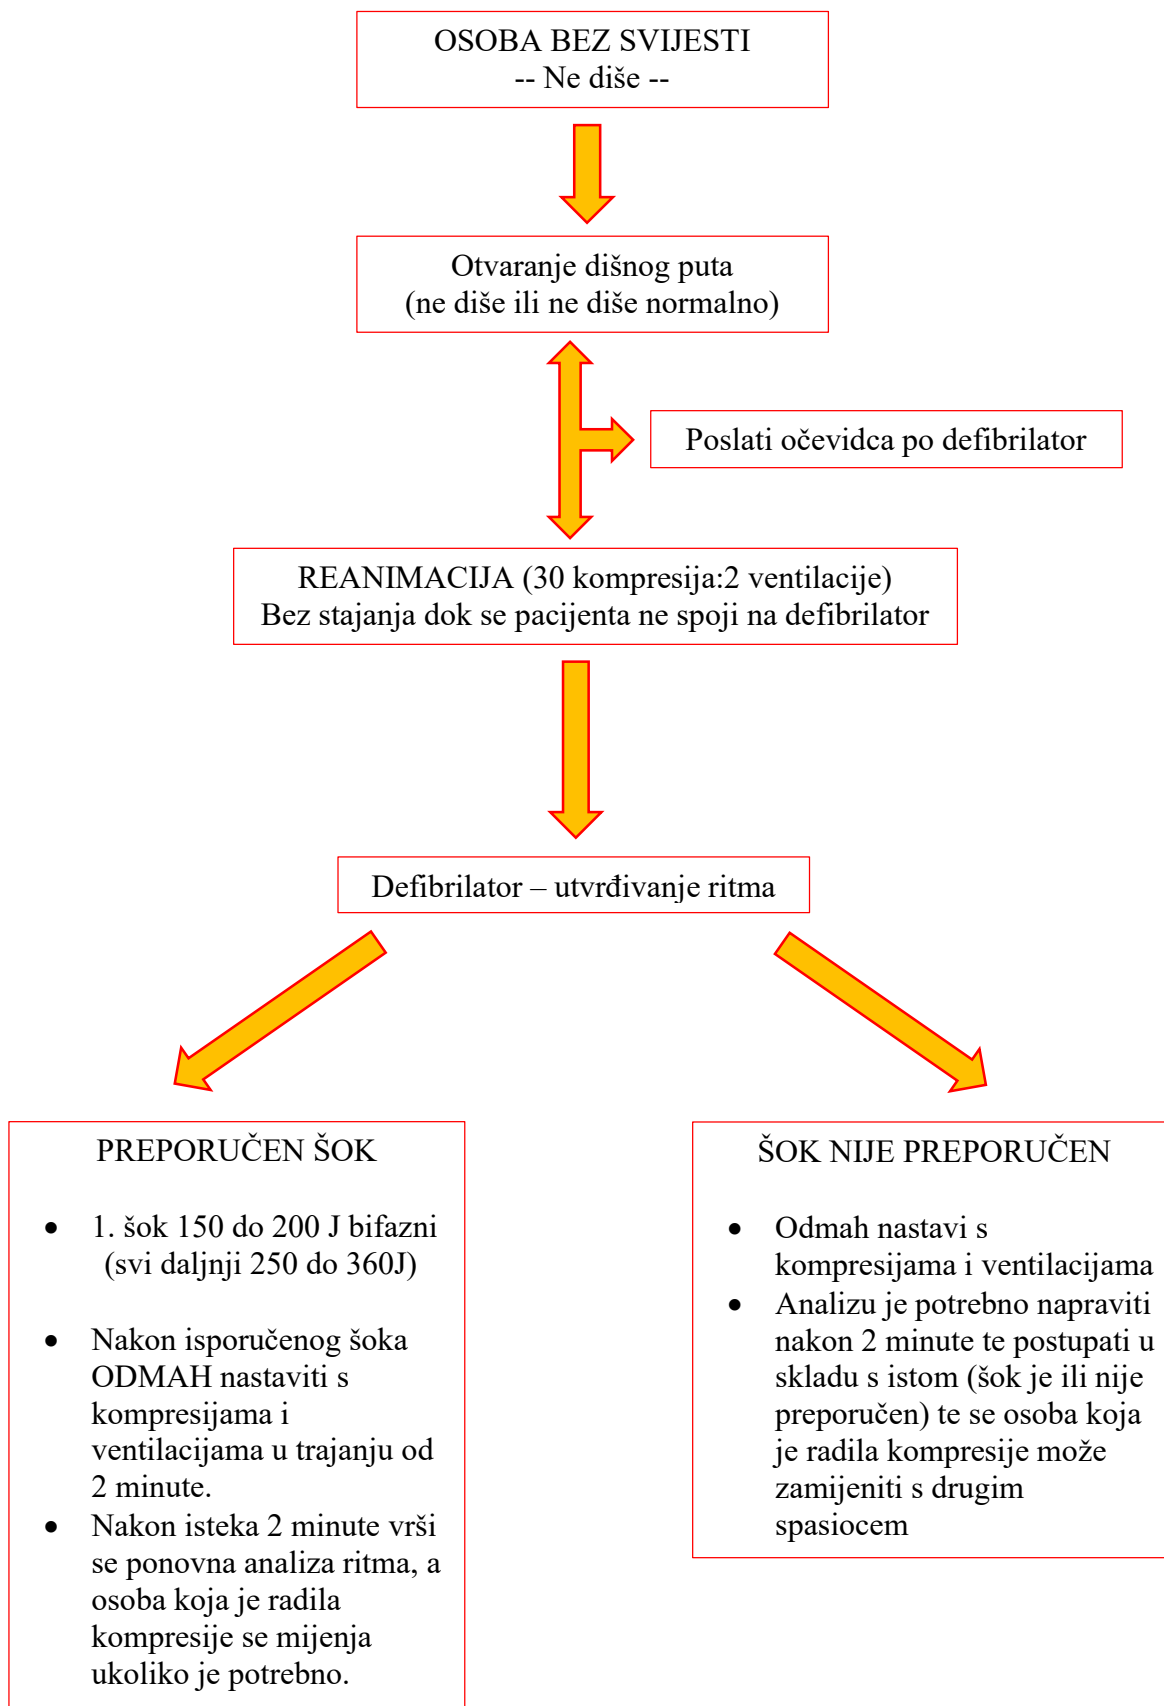 OSOBA BEZ SVIJESTI
-- Ne diše --
Otvaranje dišnog puta
(ne diše ili ne diše normalno)
Poslati očevidca po defibrilator
REANIMACIJA (30 kompresija:2 ventilacije)
Bez stajanja dok se pacijenta ne spoji na defibrilator
Defibrilator – utvrđivanje ritma
PREPORUČEN ŠOK
• 1. šok 150 do 200 J bifazni
(svi daljnji 250 do 360J)
• Nakon isporučenog šoka
ODMAH nastaviti s
kompresijama i
ventilacijama u trajanju od
2 minute.
• Nakon isteka 2 minute vrši
se ponovna analiza ritma, a
osoba koja je radila
kompresije se mijenja
ukoliko je potrebno.
ŠOK NIJE PREPORUČEN
• Odmah nastavi s
kompresijama i ventilacijama
• Analizu je potrebno napraviti
nakon 2 minute te postupati u
skladu s istom (šok je ili nije
preporučen) te se osoba koja
je radila kompresije može
zamijeniti s drugim
spasiocem